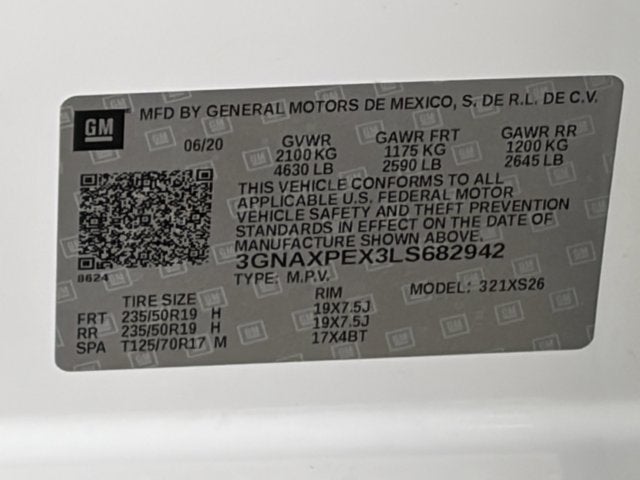 GM MFD BY GENERAL MOTORS DE MEXICO, S. DE R.L. DE C.V.
06/20 GVWR GAWR FRT GAWR RR
2100 KG 1175 KG 1200 KG
4630 LB 2590 LB 2645 LB
THIS VEHICLE CONFORMS TO ALL
APPLICABLE U.S. FEDERAL MOTOR
VEHICLE SAFETY AND THEFT PREVENTION
STANDARDS IN EFFECT ON THE DATE OF
MANUFACTURE SHOWN ABOVE.
3GNAXPEX3LS682942
8624 TYPE: M.P.V. MODEL: 321XS26
TIRE SIZE RIM
FRT 235/50R19 H 19X7.5J
RR 235/50R19 H 19X7.5J
SPA T125/70R17 M 17X4BT